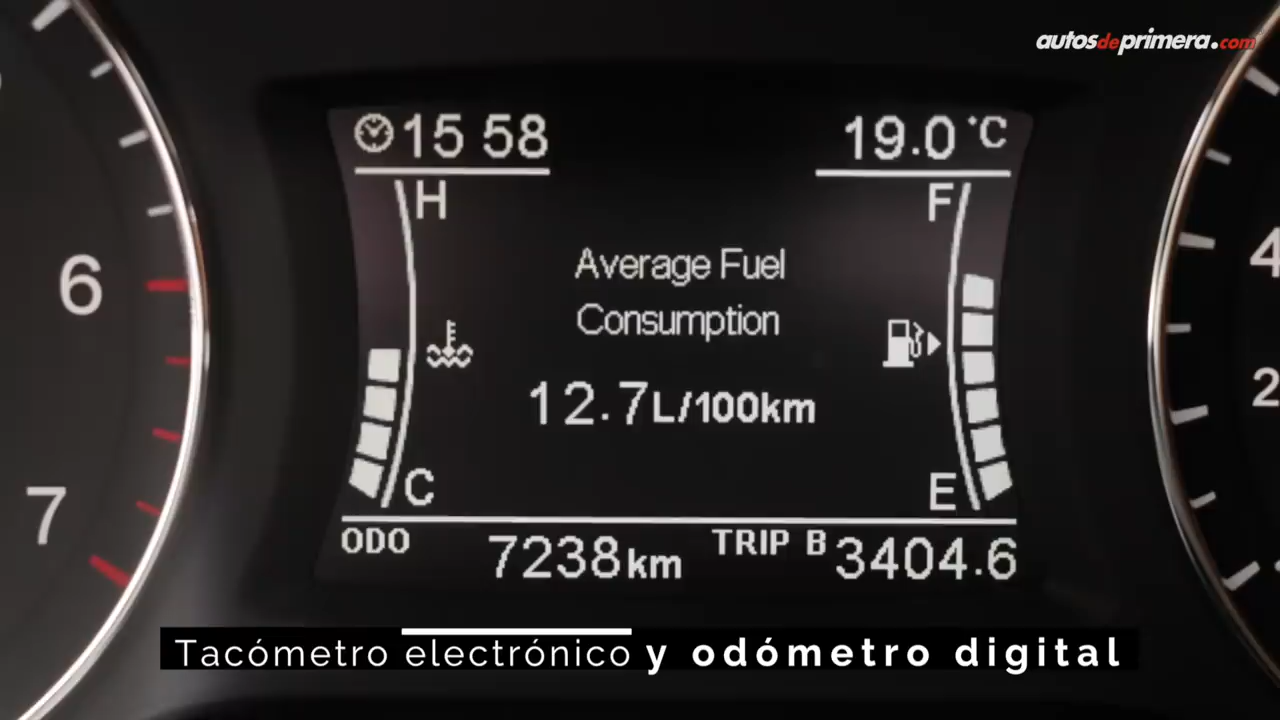 autosdeprimera.com
15 58
19.0 °C
H
F
Average Fuel
Consumption
12.7L/100km
C
E
ODO 7238km TRIP B 3404.6
6
7
4
2
Tacómetro electrónico y odómetro digital